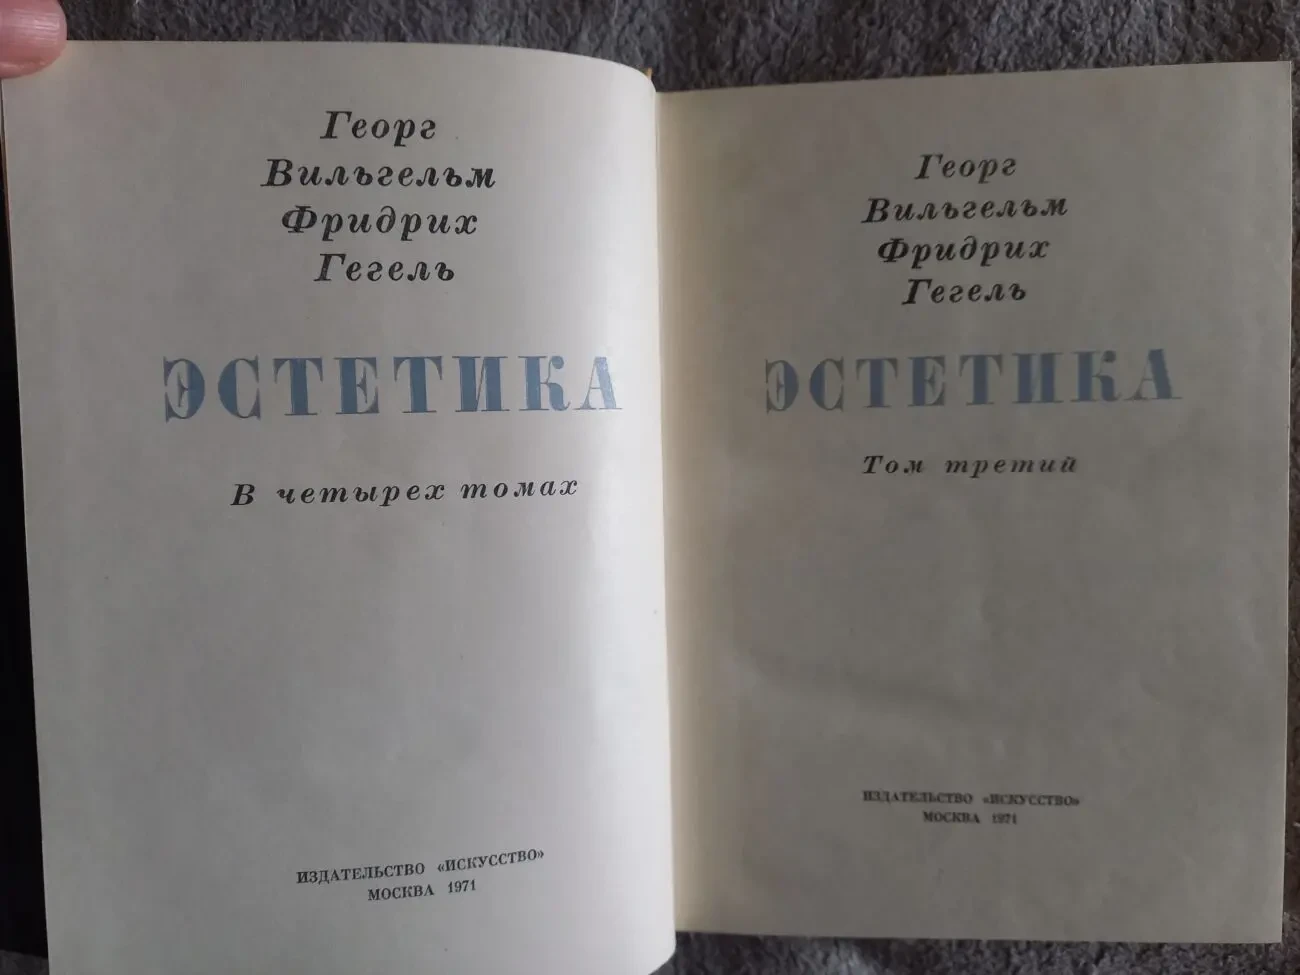 Георг
Вильгельм
Фридрих
Гегель
ЭСТЕТИКА
В четырех томах
ИЗДАТЕЛЬСТВО «ИСКУССТВО»
МОСКВА 1971
Георг
Вильгельм
Фридрих
Гегель
ЭСТЕТИКА
Том третий
ИЗДАТЕЛЬСТВО «ИСКУССТВО»
МОСКВА 1971